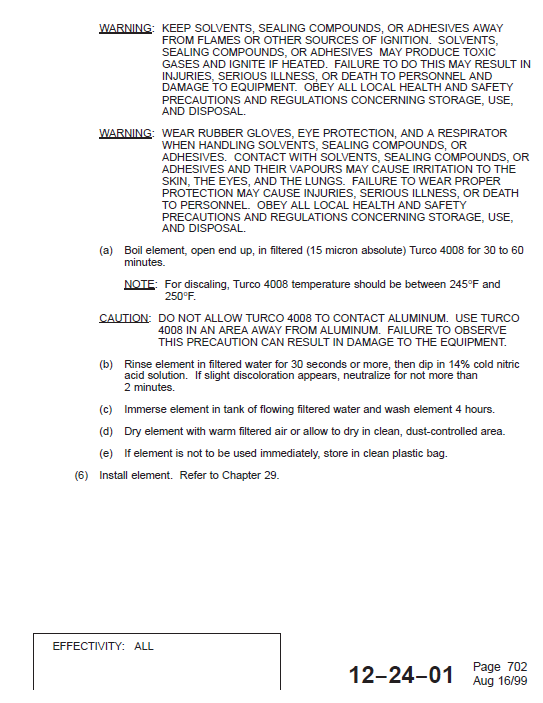 WARNING: KEEP SOLVENTS, SEALING COMPOUNDS, OR ADHESIVES AWAY
FROM FLAMES OR OTHER SOURCES OF IGNITION. SOLVENTS,
SEALING COMPOUNDS, OR ADHESIVES MAY PRODUCE TOXIC
GASES AND IGNITE IF HEATED. FAILURE TO DO THIS MAY RESULT IN
INJURIES, SERIOUS ILLNESS, OR DEATH TO PERSONNEL AND
DAMAGE TO EQUIPMENT. OBEY ALL LOCAL HEALTH AND SAFETY
PRECAUTIONS AND REGULATIONS CONCERNING STORAGE, USE,
AND DISPOSAL.
WARNING: WEAR RUBBER GLOVES, EYE PROTECTION, AND A RESPIRATOR
WHEN HANDLING SOLVENTS, SEALING COMPOUNDS, OR
ADHESIVES. CONTACT WITH SOLVENTS, SEALING COMPOUNDS, OR
ADHESIVES AND THEIR VAPOURS MAY CAUSE IRRITATION TO THE
SKIN, THE EYES, AND THE LUNGS. FAILURE TO WEAR PROPER
PROTECTION MAY CAUSE INJURIES, SERIOUS ILLNESS, OR DEATH
TO PERSONNEL. OBEY ALL LOCAL HEALTH AND SAFETY
PRECAUTIONS AND REGULATIONS CONCERNING STORAGE, USE,
AND DISPOSAL.
(a) Boil element, open end up, in filtered (15 micron absolute) Turco 4008 for 30 to 60
minutes.
NOTE: For discaling, Turco 4008 temperature should be between 245°F and
250°F.
CAUTION: DO NOT ALLOW TURCO 4008 TO CONTACT ALUMINUM. USE TURCO
4008 IN AN AREA AWAY FROM ALUMINUM. FAILURE TO OBSERVE
THIS PRECAUTION CAN RESULT IN DAMAGE TO THE EQUIPMENT.
(b) Rinse element in filtered water for 30 seconds or more, then dip in 14% cold nitric
acid solution. If slight discoloration appears, neutralize for not more than
2 minutes.
(c) Immerse element in tank of flowing filtered water and wash element 4 hours.
(d) Dry element with warm filtered air or allow to dry in clean, dust-controlled area.
(e) If element is not to be used immediately, store in clean plastic bag.
(6) Install element. Refer to Chapter 29.
EFFECTIVITY: ALL
12−24−01
Page 702
Aug 16/99